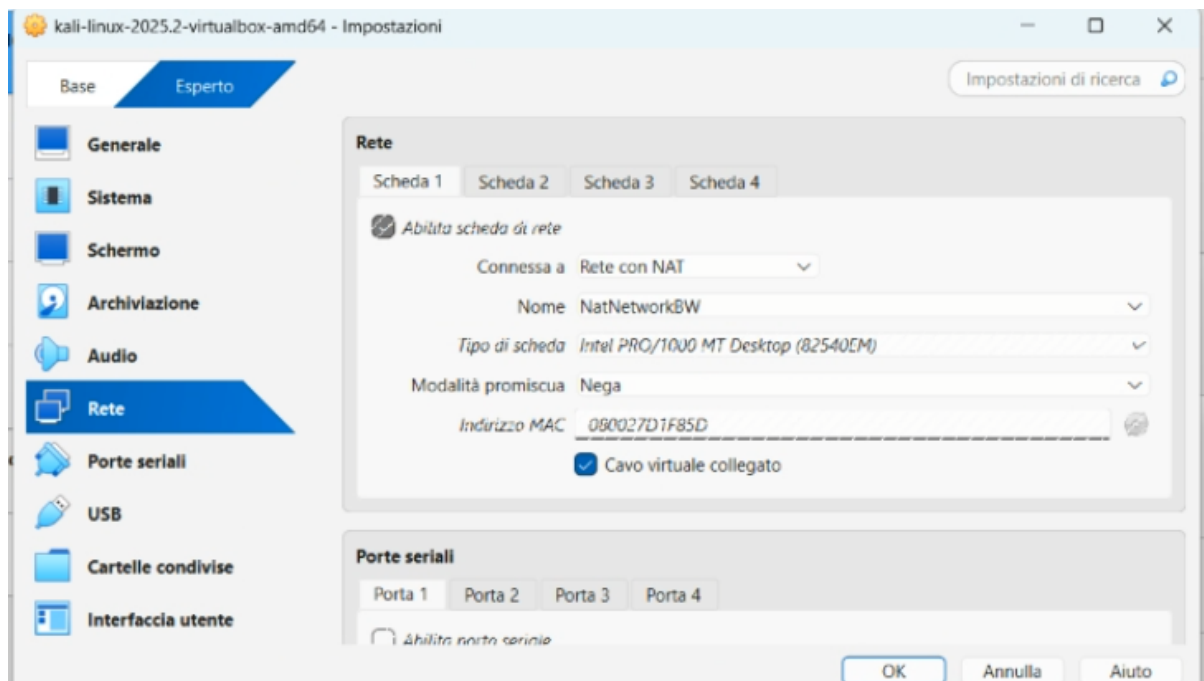 kali-linux-2025.2-virtualbox-amd64 - Impostazioni
Base
Esperto
Impostazioni di ricerca
Generale
Sistema
Schermo
Archiviazione
Audio
Rete
Porte seriali
USB
Cartelle condivise
Interfaccia utente
Rete
Scheda 1 Scheda 2 Scheda 3 Scheda 4
Abilita scheda di rete
Connessa a Rete con NAT
Nome NatNetworkBW
Tipo di scheda Intel PRO/1000 MT Desktop (82540EM)
Modalità promiscua Nega
Indirizzo MAC 080027D1F85D
Cavo virtuale collegato
Porte seriali
Porta 1 Porta 2 Porta 3 Porta 4
Abilita porta seriale
OK Annulla Aiuto